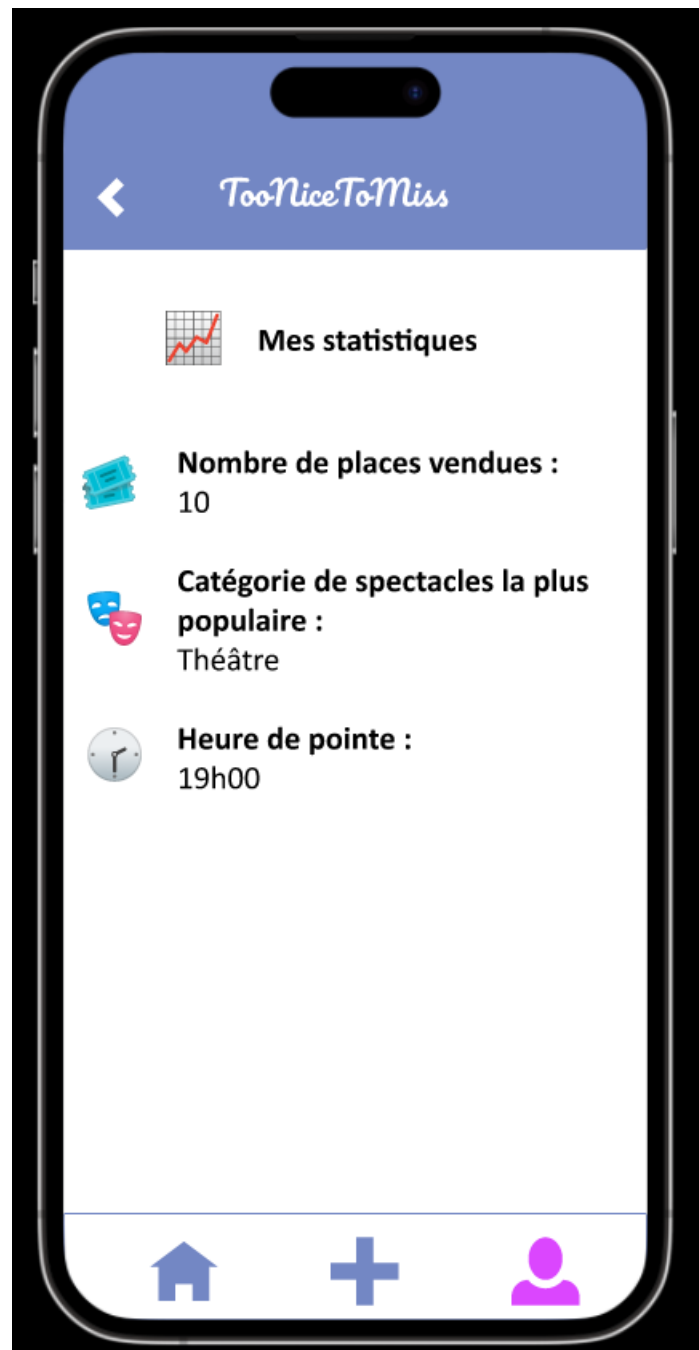 TooNiceToMiss
Mes statistiques
Nombre de places vendues :
10
Catégorie de spectacles la plus
populaire :
Théâtre
Heure de pointe :
19h00